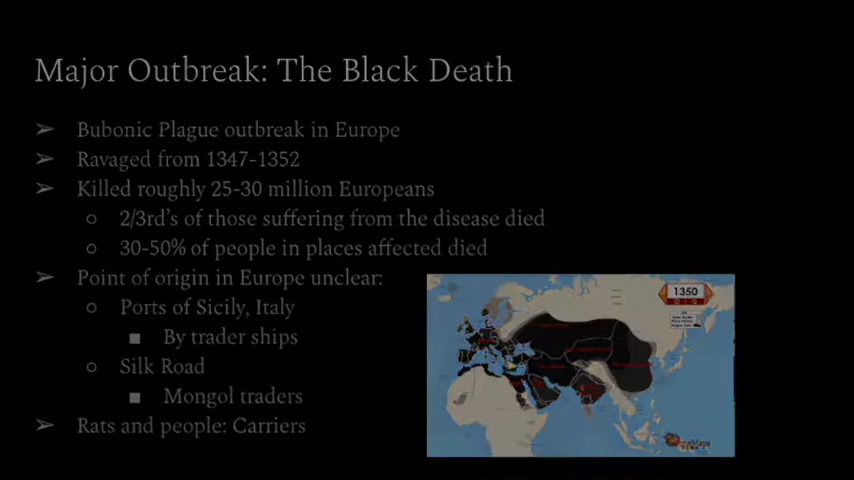 Major Outbreak: The Black Death
➢ Bubonic Plague outbreak in Europe
➢ Ravaged from 1347-1352
➢ Killed roughly 25-30 million Europeans
○ 2/3rd's of those suffering from the disease died
○ 30-50% of people in places affected died
➢ Point of origin in Europe unclear:
○ Ports of Sicily, Italy
■ By trader ships
○ Silk Road
■ Mongol traders
➢ Rats and people: Carriers
1350